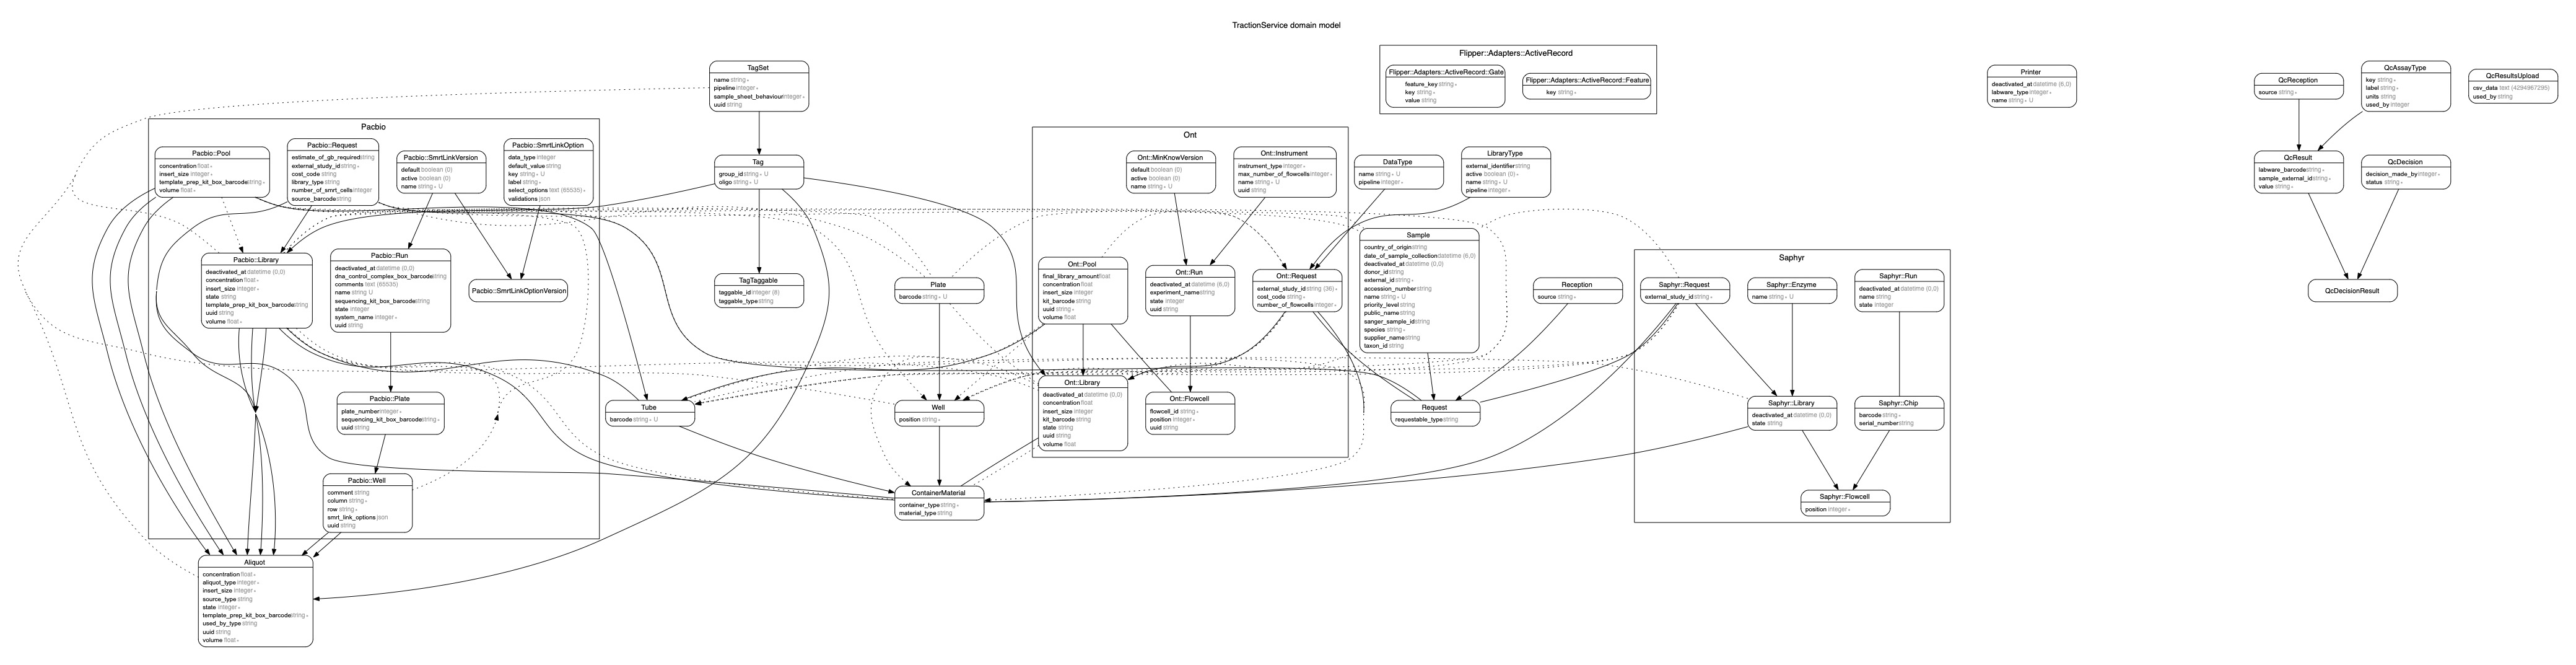 TractionService domain model
Flipper::Adapters::ActiveRecord
Flipper::Adapters::ActiveRecord::Gate
feature_key string ∗
key string ∗
value string
Flipper::Adapters::ActiveRecord::Feature
key string ∗
TagSet
name string ∗
pipeline integer ∗
sample_sheet_behaviour integer ∗
uuid string
Printer
deactivated_at datetime (6,0)
labware_type integer ∗
name string ∗ U
QcReception
source string ∗
QcAssayType
key string ∗
label string ∗
units string
used_by integer
QcResultsUpload
csv_data text (4294967295)
used_by string
Pacbio
Pacbio::Pool
concentration float ∗
insert_size integer ∗
template_prep_kit_box_barcode string ∗
volume float ∗
Pacbio::Request
estimate_of_gb_required string
external_study_id string ∗
cost_code string
library_type string
number_of_smrt_cells integer
source_barcode string
Pacbio::SmrtLinkVersion
default boolean (0)
active boolean (0)
name string ∗ U
Pacbio::SmrtLinkOption
data_type integer
default_value string
key string ∗ U
label string ∗
select_options text (65535) ∗
validations json
Tag
group_id string ∗ U
oligo string ∗ U
Ont
Ont::MinKnowVersion
default boolean (0)
active boolean (0)
name string ∗ U
Ont::Instrument
instrument_type integer ∗
max_number_of_flowcells integer ∗
name string ∗ U
uuid string
DataType
name string ∗ U
pipeline integer ∗
LibraryType
external_identifier string
active boolean (0) ∗
name string ∗ U
pipeline integer ∗
QcResult
labware_barcode string ∗
sample_external_id string ∗
value string ∗
QcDecision
decision_made_by integer ∗
status string ∗
Pacbio::Library
deactivated_at datetime (0,0)
concentration float ∗
insert_size integer ∗
state string
template_prep_kit_box_barcode string
uuid string
volume float ∗
Pacbio::Run
deactivated_at datetime (0,0)
dna_control_complex_box_barcode string
comments text (65535)
name string U
sequencing_kit_box_barcode string
state integer
system_name integer ∗
uuid string
Pacbio::SmrtLinkOptionVersion
TagTaggable
taggable_id integer (8)
taggable_type string
Plate
barcode string ∗ U
Ont::Pool
final_library_amount float
concentration float
insert_size integer
kit_barcode string
uuid string ∗
volume float
Ont::Run
deactivated_at datetime (6,0)
experiment_name string
state integer
uuid string
Ont::Request
external_study_id string (36) ∗
cost_code string ∗
number_of_flowcells integer ∗
Sample
country_of_origin string
date_of_sample_collection datetime (6,0)
deactivated_at datetime (0,0)
donor_id string
external_id string ∗
accession_number string
name string ∗ U
priority_level string
public_name string
sanger_sample_id string
species string ∗
supplier_name string
taxon_id string
Reception
source string ∗
Saphyr
Saphyr::Request
external_study_id string ∗
Saphyr::Enzyme
name string ∗ U
Saphyr::Run
deactivated_at datetime (0,0)
name string
state integer
QcDecisionResult
Pacbio::Plate
plate_number integer ∗
sequencing_kit_box_barcode string ∗
uuid string
Tube
barcode string ∗ U
Well
position string ∗
Ont::Library
deactivated_at datetime (0,0)
concentration float
insert_size integer
kit_barcode string
state string
uuid string
volume float
Ont::Flowcell
flowcell_id string ∗
position integer ∗
uuid string
Request
requestable_type string
Saphyr::Library
deactivated_at datetime (0,0)
state string
Saphyr::Chip
barcode string ∗
serial_number string
Pacbio::Well
comment string
column string ∗
row string ∗
smrt_link_options json
uuid string
ContainerMaterial
container_type string ∗
material_type string
Saphyr::Flowcell
position integer ∗
Aliquot
concentration float ∗
aliquot_type integer ∗
insert_size integer ∗
source_type string
state integer ∗
template_prep_kit_box_barcode string ∗
used_by_type string
uuid string
volume float ∗